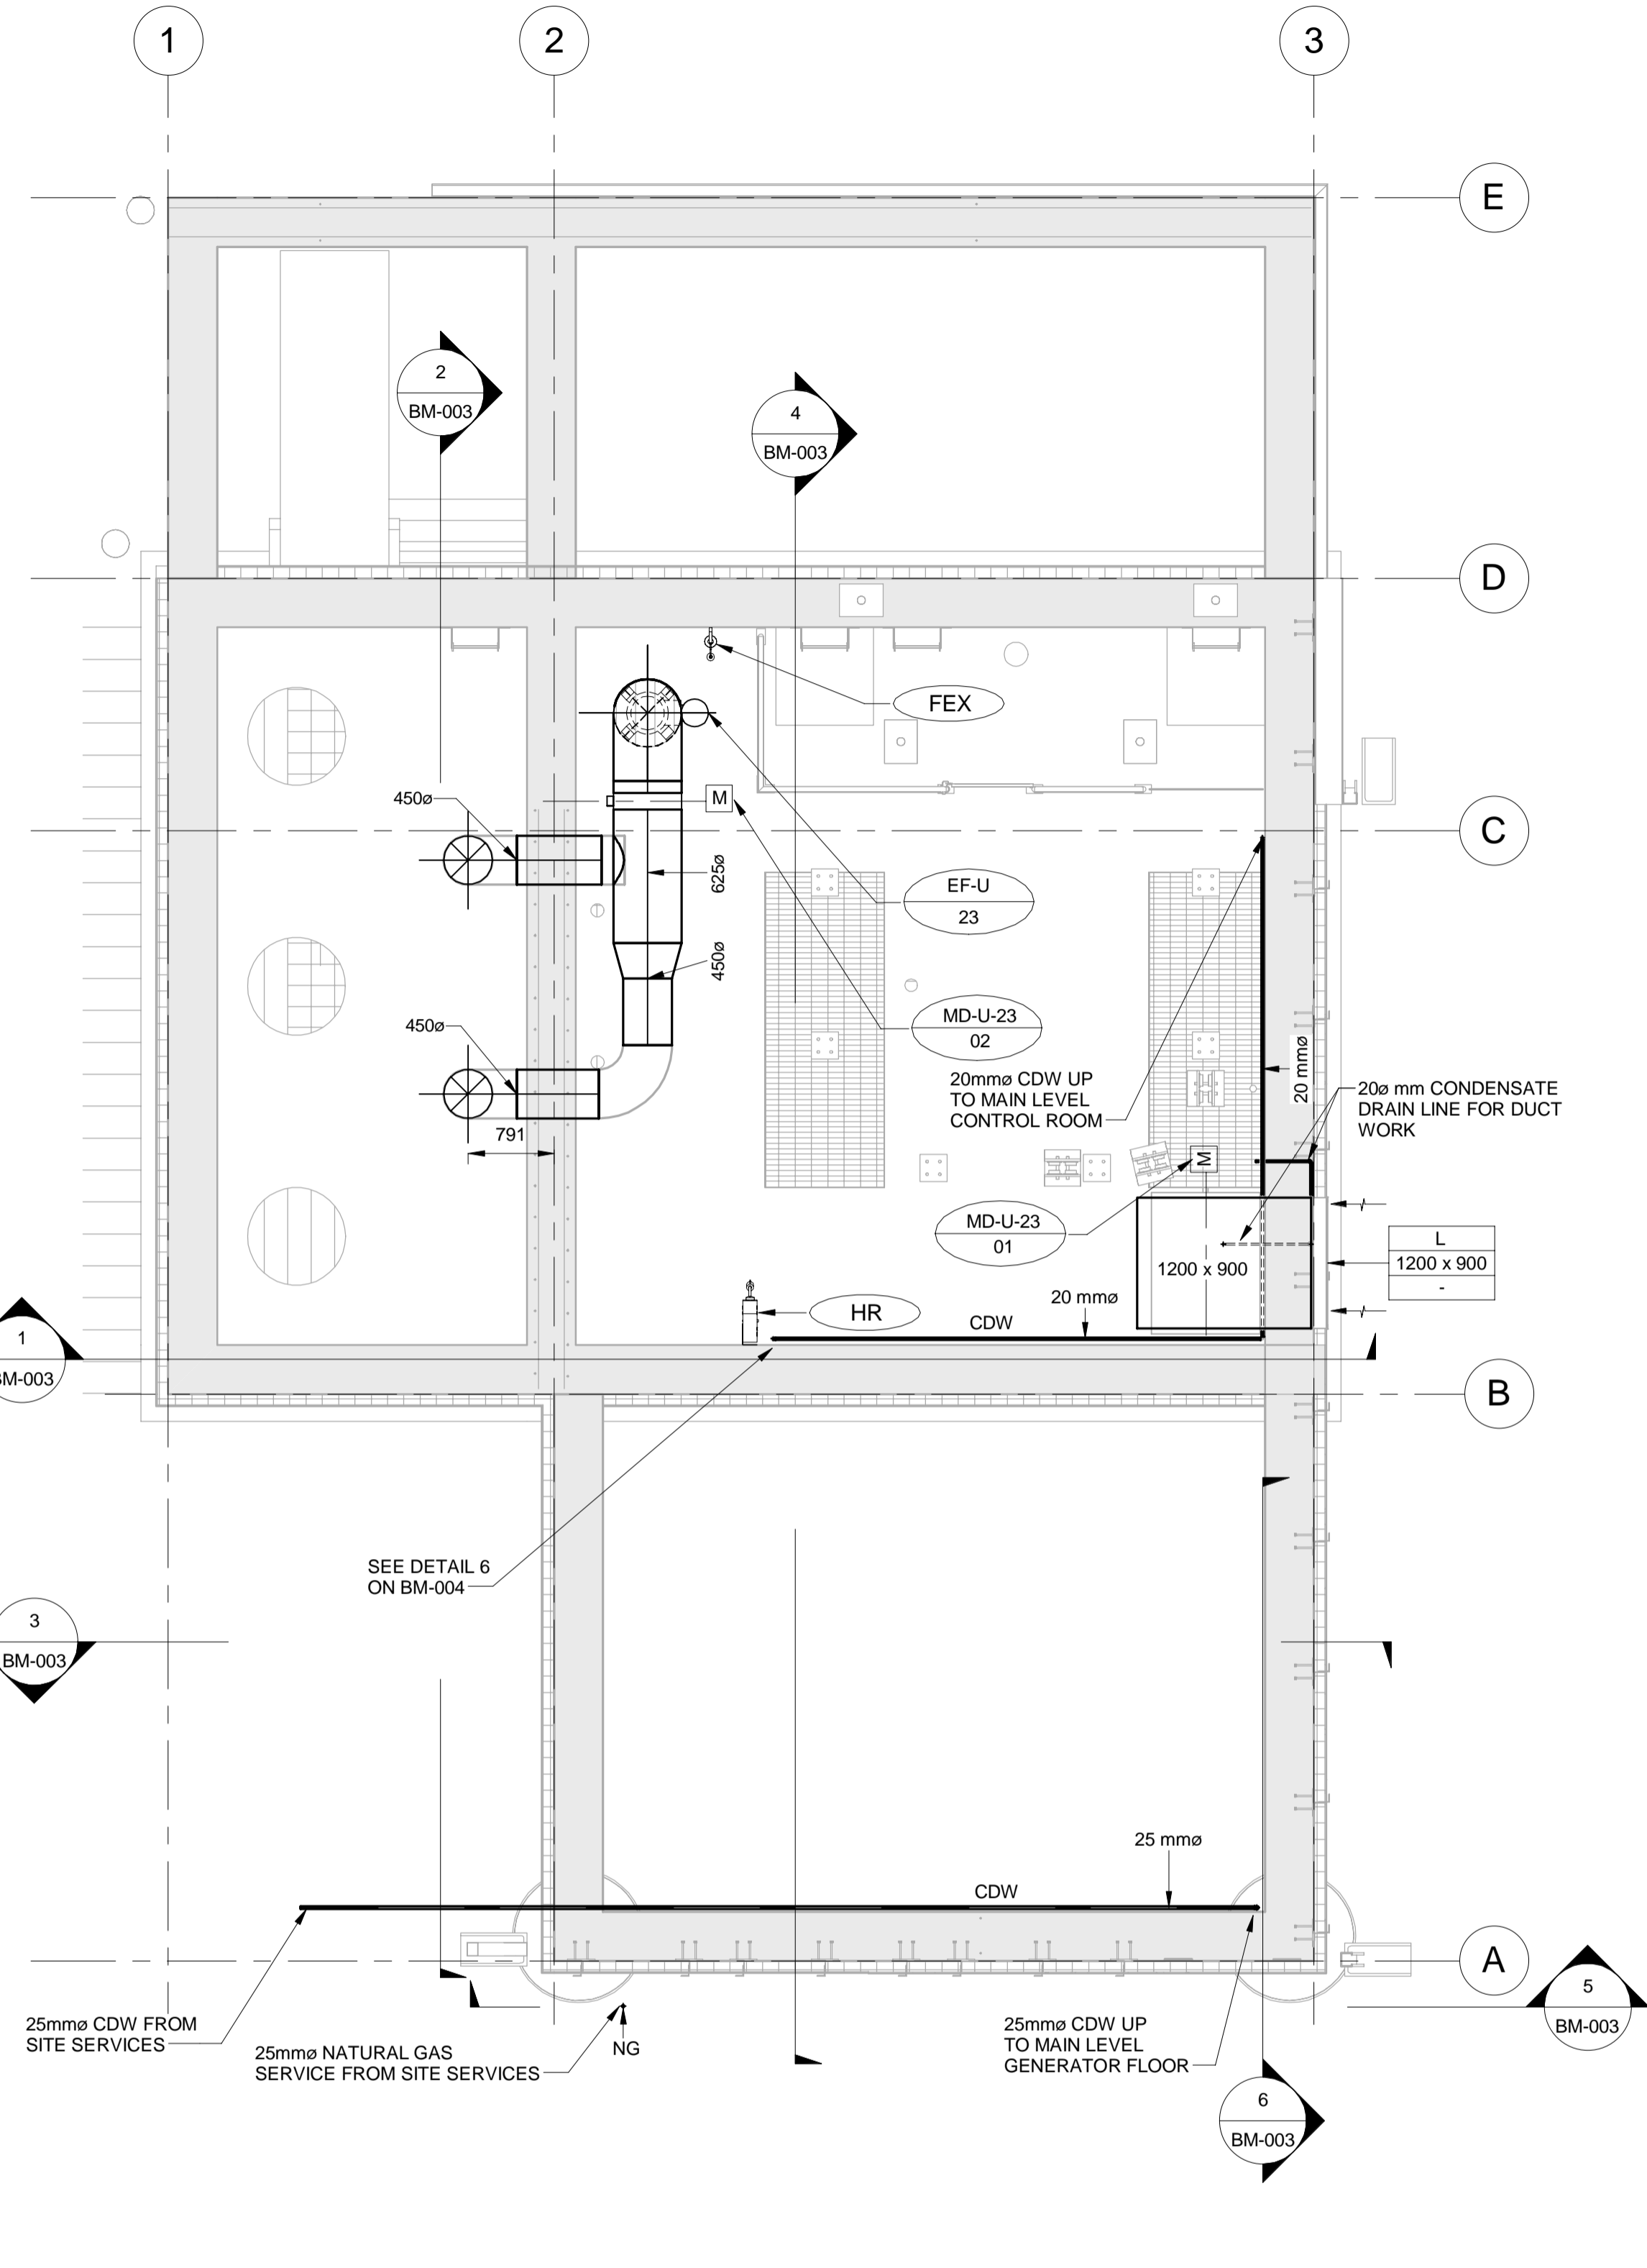 1
2
3
E
2
BM-003
4
BM-003
D
FEX
450ø
M
C
625ø
EF-U
23
450ø
450ø
MD-U-23
02
20mmø CDW UP
TO MAIN LEVEL
CONTROL ROOM
20 mmø
20ø mm CONDENSATE
DRAIN LINE FOR DUCT
WORK
791
M
MD-U-23
01
L
1200 x 900
-
1200 x 900
20 mmø
HR
CDW
1
BM-003
B
SEE DETAIL 6
ON BM-004
3
BM-003
25 mmø
CDW
A
5
BM-003
25mmø CDW FROM
SITE SERVICES
25mmø NATURAL GAS
SERVICE FROM SITE SERVICES
NG
25mmø CDW UP
TO MAIN LEVEL
GENERATOR FLOOR
6
BM-003